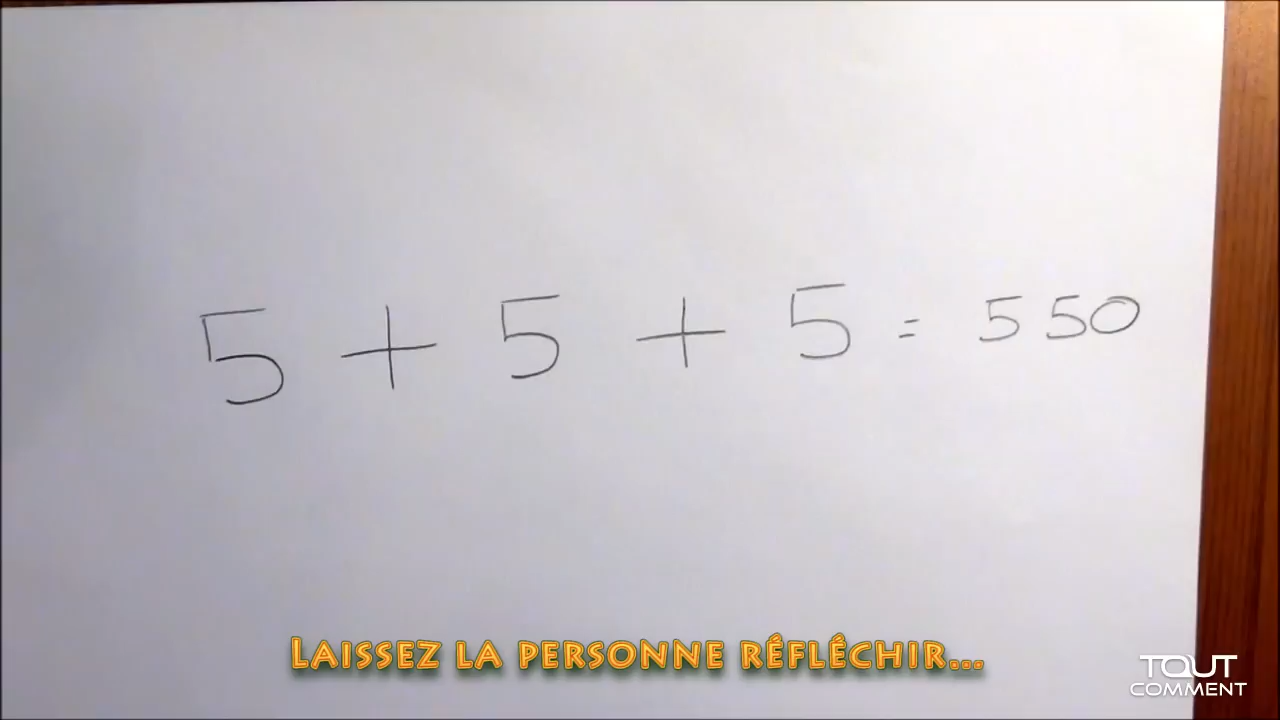 5 + 5 + 5 = 550
LAISSEZ LA PERSONNE RÉFLÉCHIR...
TOUT
COMMENT